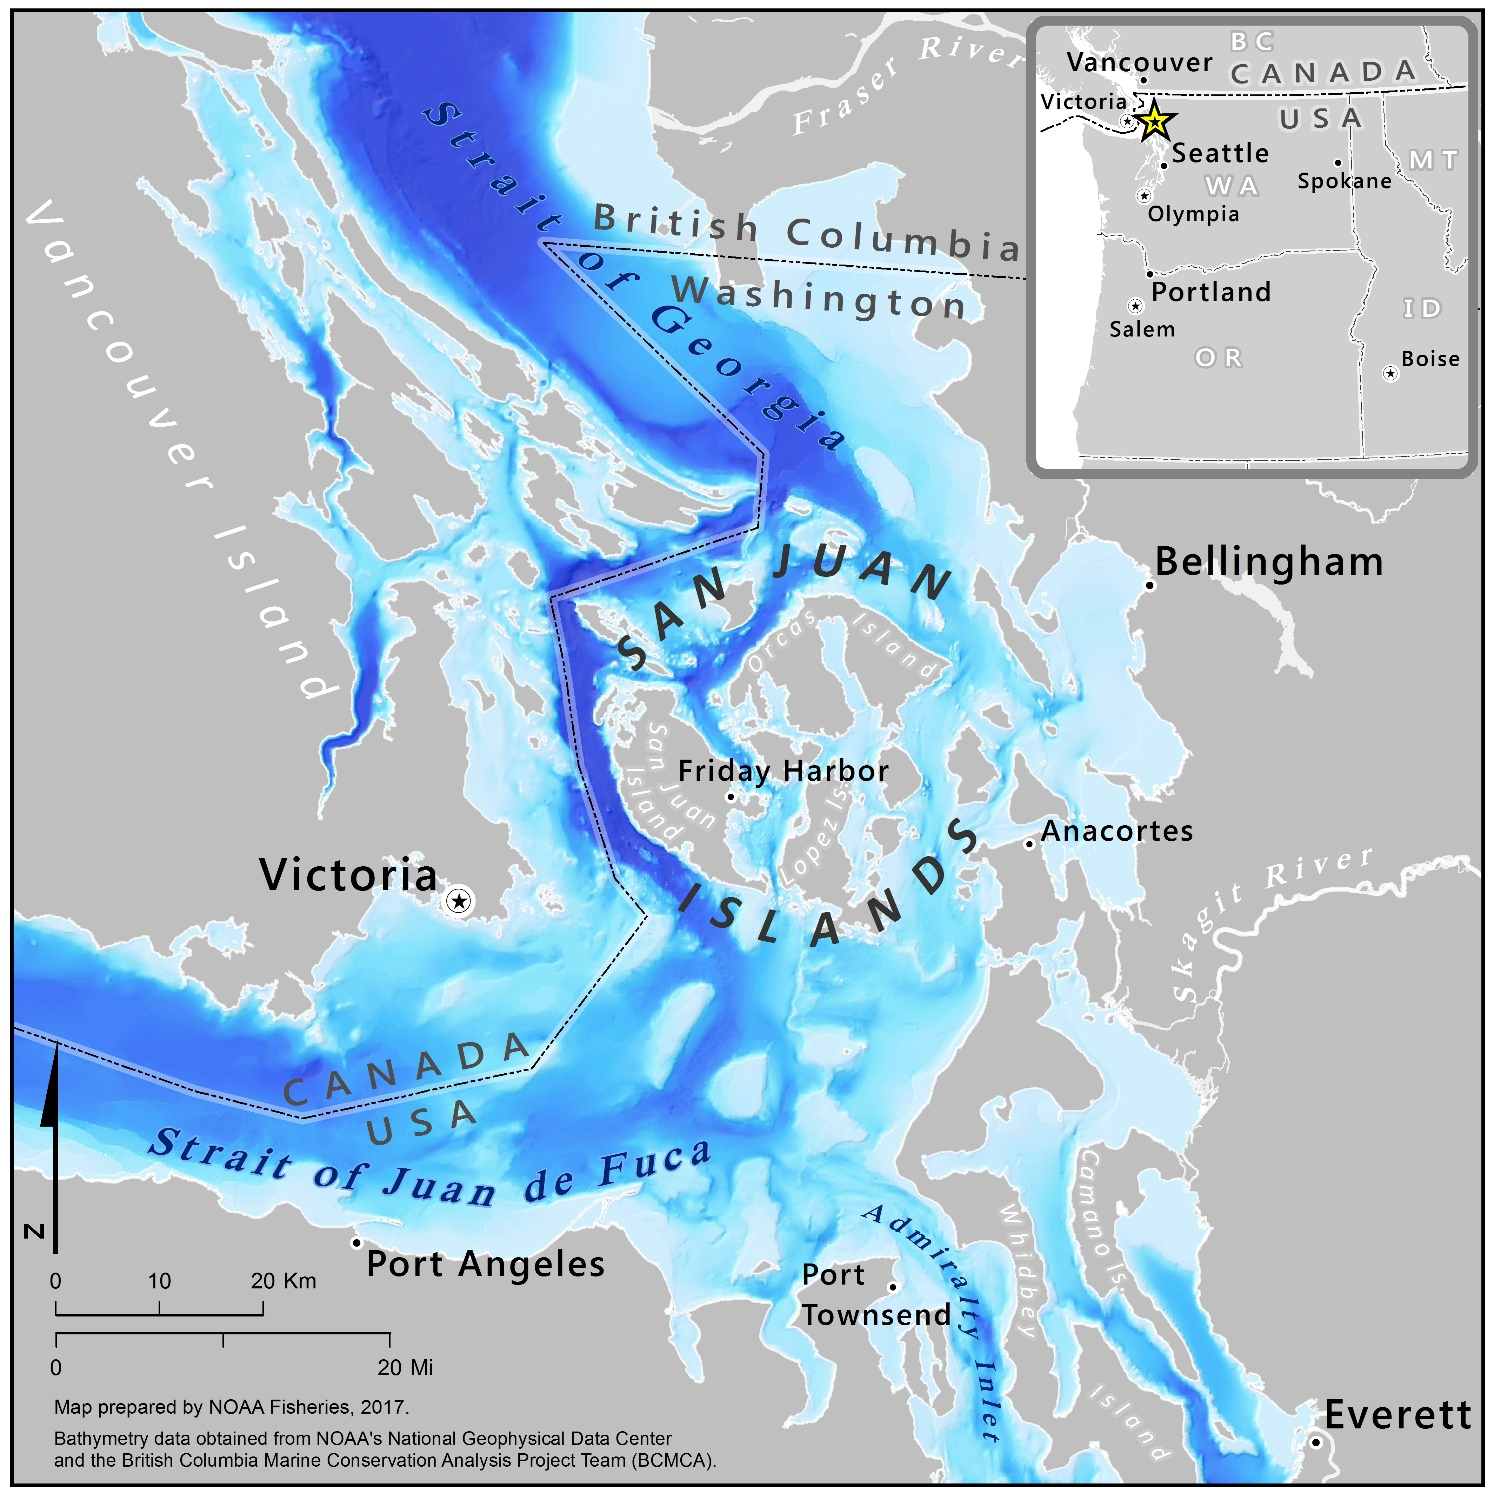 Fraser River
Strait of Georgia
British Columbia
Washington
Vancouver Island
BC
CANADA
Vancouver
Victoria
USA
Seattle
WA
Spokane
MT
Olympia
Portland
Salem
ID
OR
Boise
SAN JUAN
ISLANDS
Bellingham
Orcas Island
San Juan
Island
Friday Harbor
Lopez Is.
Anacortes
Victoria
Skagit River
CANADA
USA
Strait of Juan de Fuca
Admiralty Inlet
Whidbey
Island
Camano Is.
Port Angeles
Port
Townsend
Everett
N
0 10 20 Km
0 20 Mi
Map prepared by NOAA Fisheries, 2017.
Bathymetry data obtained from NOAA's National Geophysical Data Center
and the British Columbia Marine Conservation Analysis Project Team (BCMCA).